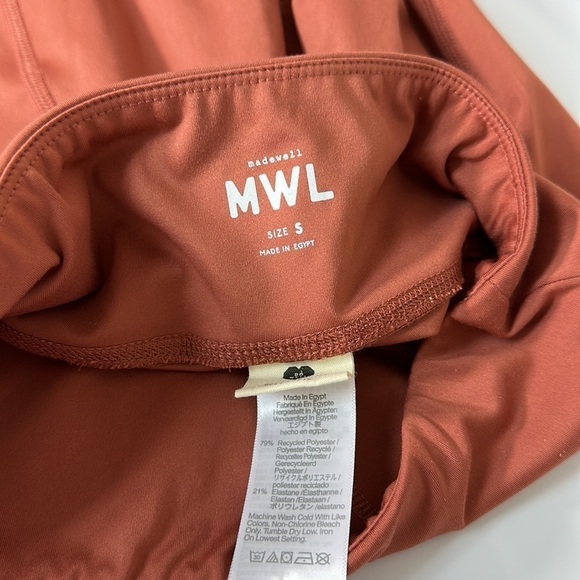 madewell
MWL
SIZE S
MADE IN EGYPT
Made In Egypt
Fabriqué En Égypte
Hergestellt In Ägypten
Vervaardigd In Egypte
エジプト製
hecho en egipto
79% Recycled Polyester /
Polyester Recyclé /
Recyceltes Polyester /
Gerecycleerd
Polyester /
リサイクルポリエステル /
poliester reciclado
21% Elastane /Élasthanne /
Elasthan /Elastaan /
ポリウレタン /elastano
Machine Wash Cold With Like
Colors. Non-Chlorine Bleach
Only. Tumble Dry Low. Iron
On Lowest Setting.